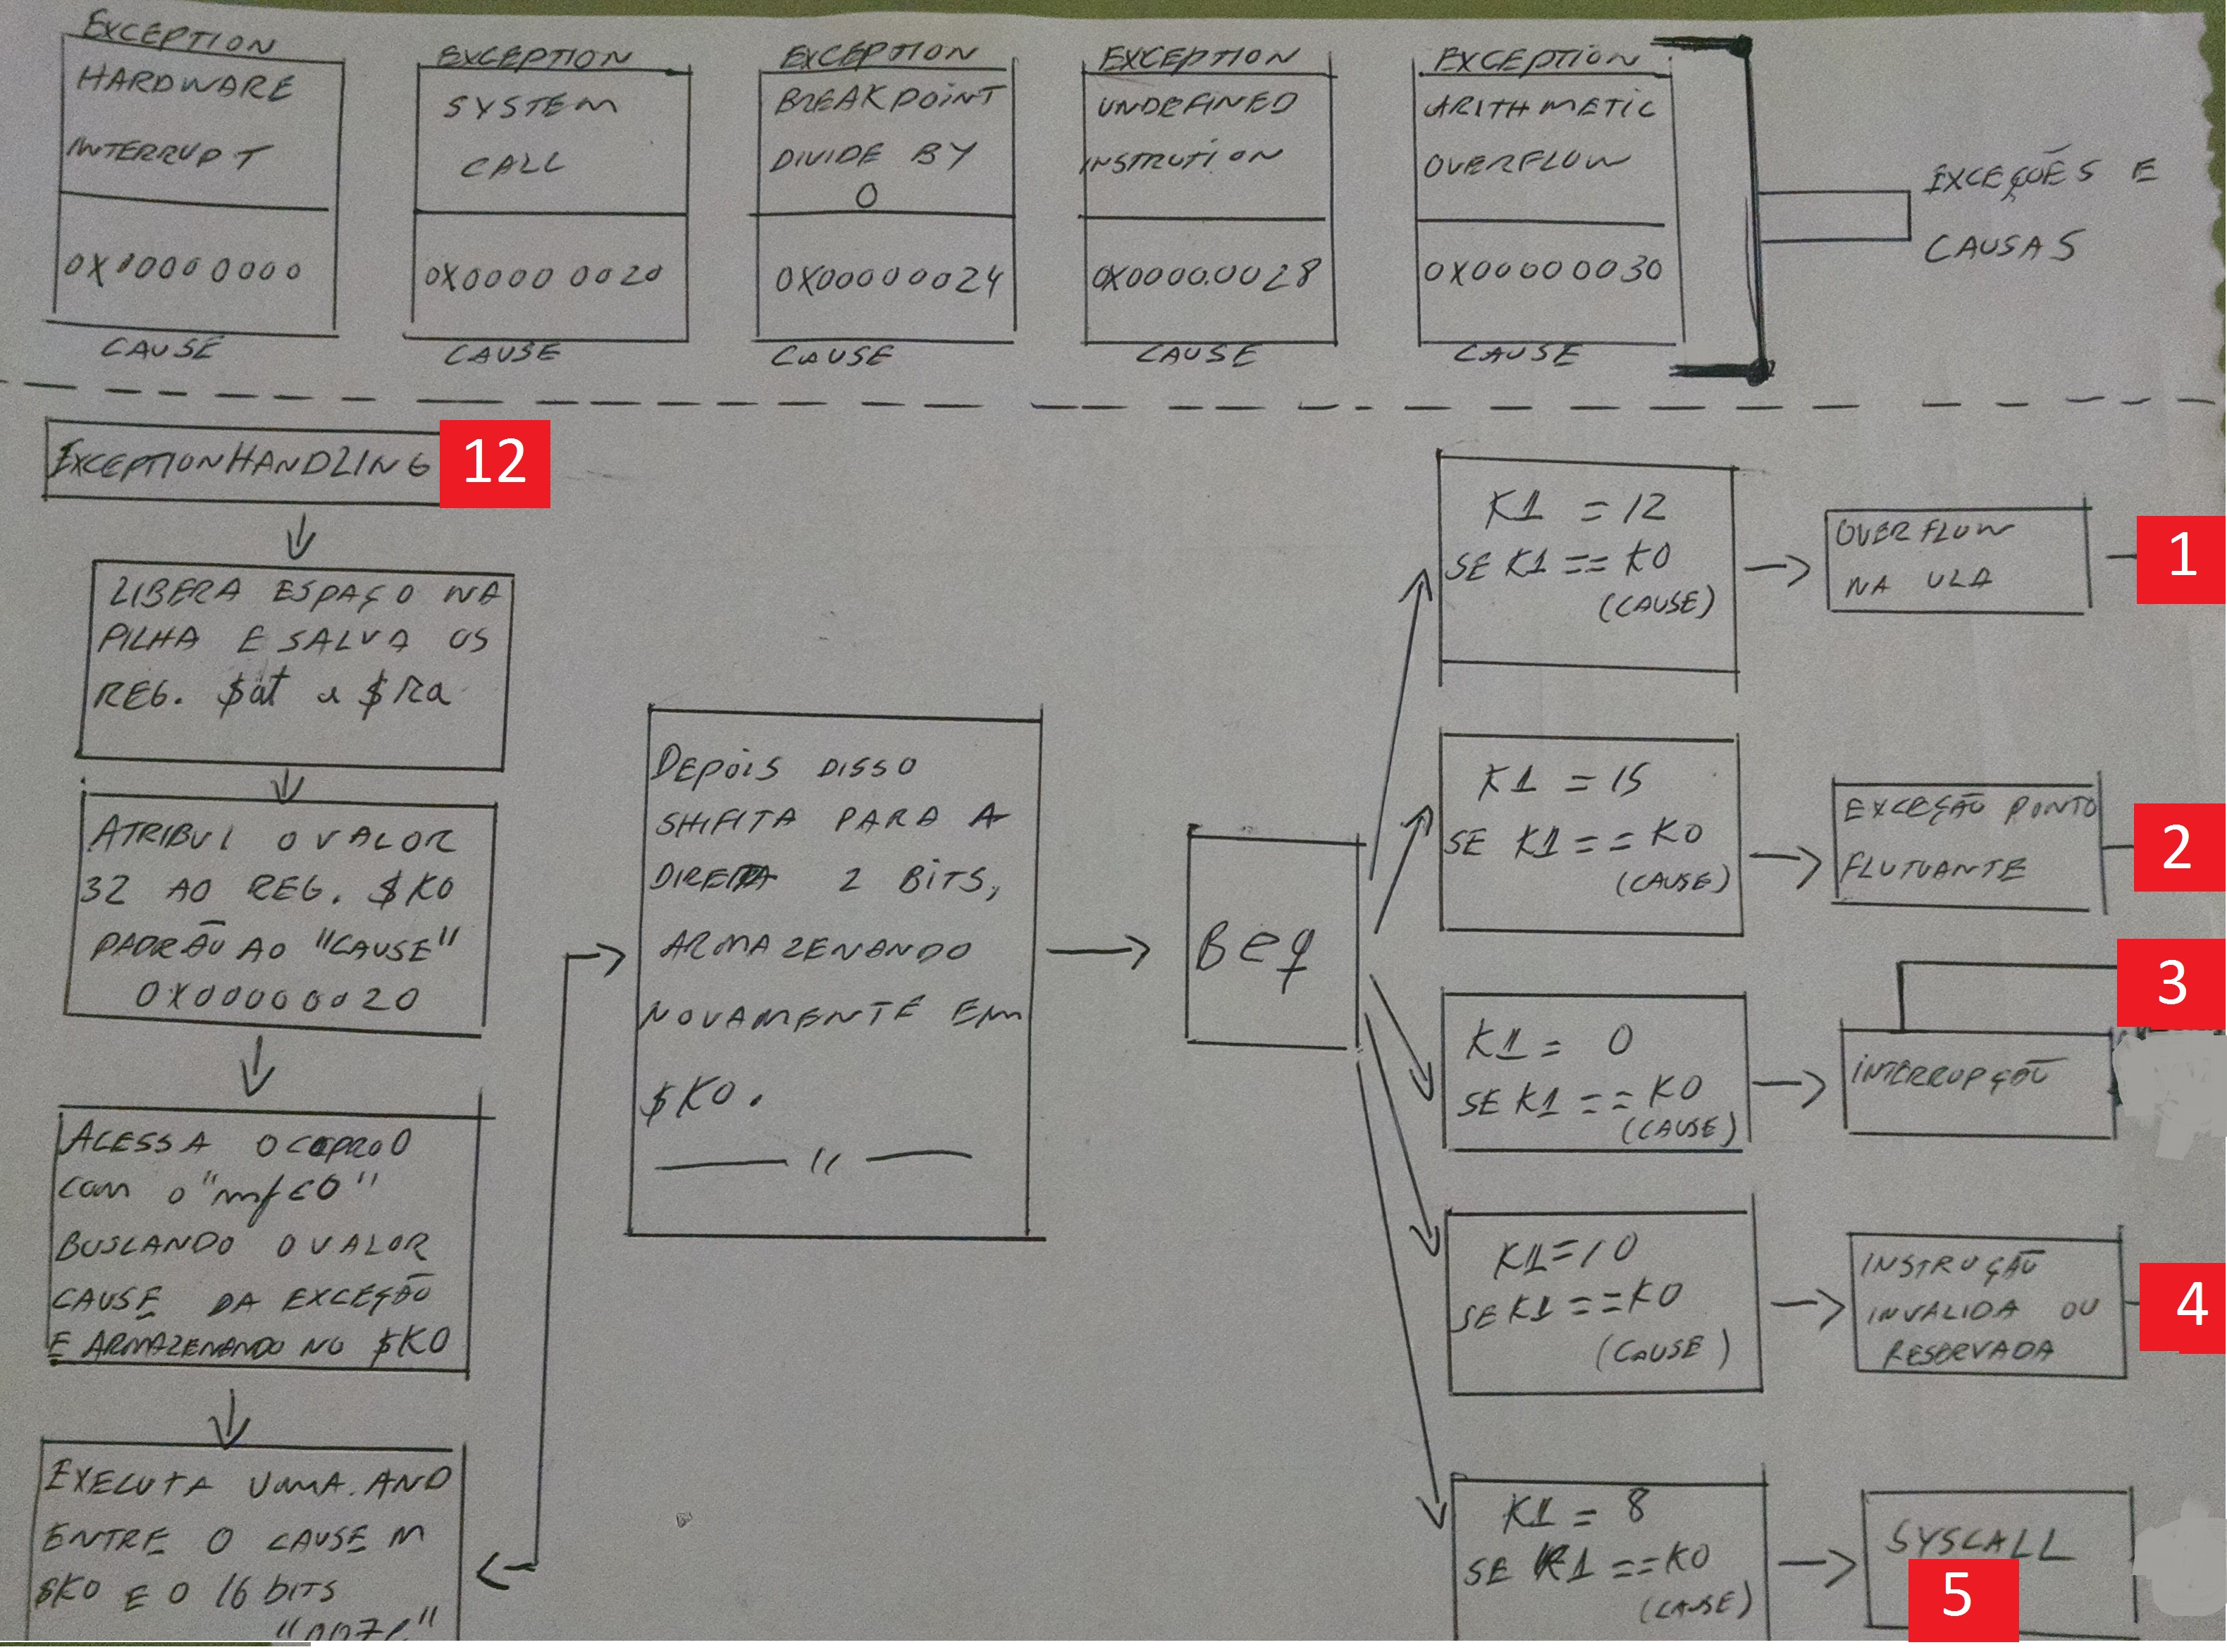 EXCEPTION
HARDWARE
INTERRUPT
0X00000000
CAUSE
EXCEPTION
SYSTEM
CALL
0X0000 0020
CAUSE
EXCEPTION
BREAKPOINT
DIVIDE BY
0
0X00000024
CAUSE
EXCEPTION
UNDEFINED
INSTRUTION
0X0000.0028
CAUSE
EXCEPTION
ARITHMETIC
OVERFLOW
0X00000030
CAUSE
EXCEÇÕES E
CAUSAS
EXCEPTIONHANDLING
12
LIBERA ESPAÇO NA
PILHA E SALVA OS
REG. $at a $Ra
ATRIBUI O VALOR
32 AO REG. $K0
PADRÃO AO "CAUSE"
0X00000020
ACESSA O COPRO0
com o "mfc0"
BUSCANDO O VALOR
CAUSE DA EXCEÇÃO
E ARMAZENANDO NO $K0
EXECUTA UMA.AND
ENTRE O CAUSE M
$K0 E O 16 bits
"007c"
DEPOIS DISSO
SHIFITA PARA A
DIREITA 2 BITS,
ARMAZENANDO
NOVAMENTE EM
$K0.
Beq
K1 = 12
SE K1 == K0
(CAUSE)
OVERFLOW
NA ULA
1
K1 = 15
SE K1 == K0
(CAUSE)
EXCEÇÃO PONTO
FLUTUANTE
2
K1 = 0
SE K1 == K0
(CAUSE)
INTERRUPÇÃO
3
K1=10
SE K1 ==K0
(CAUSE)
INSTRUÇÃO
INVALIDA OU
RESERVADA
4
K1 = 8
SE K1 ==K0
(CAUSE)
SYSCALL
5